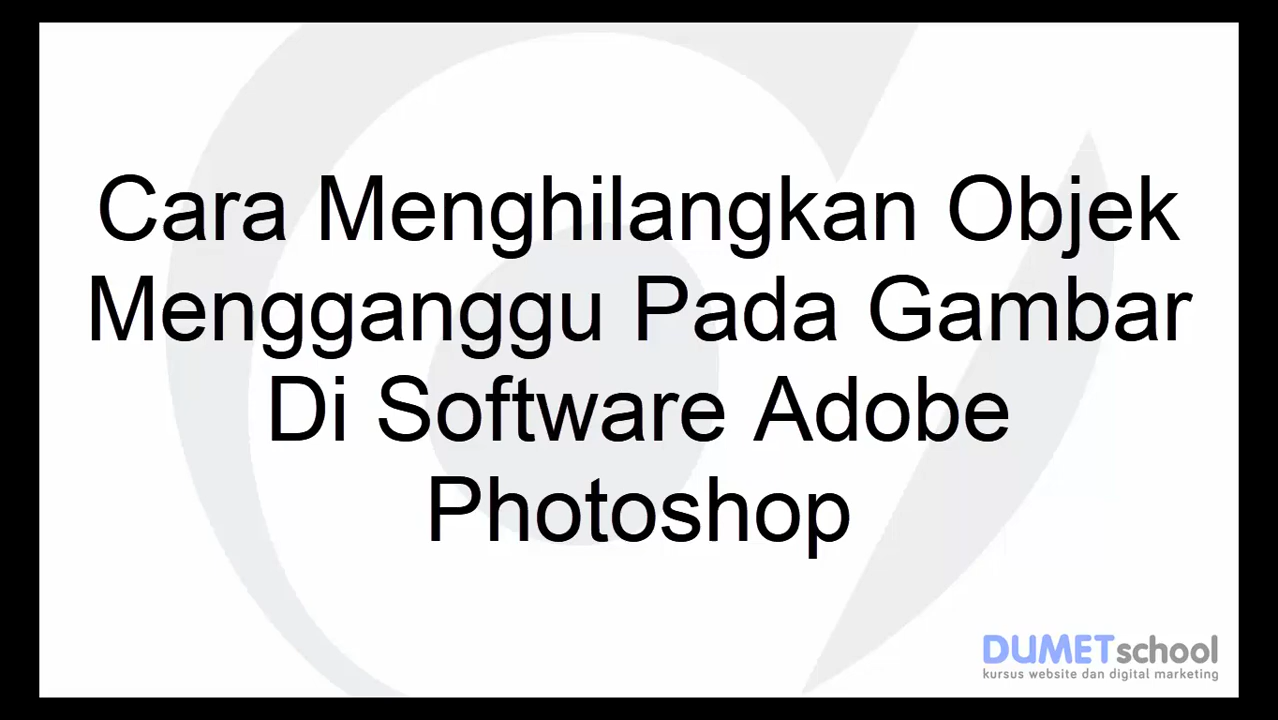 Cara Menghilangkan Objek
Mengganggu Pada Gambar
Di Software Adobe
Photoshop
DUMETschool
kursus website dan digital marketing